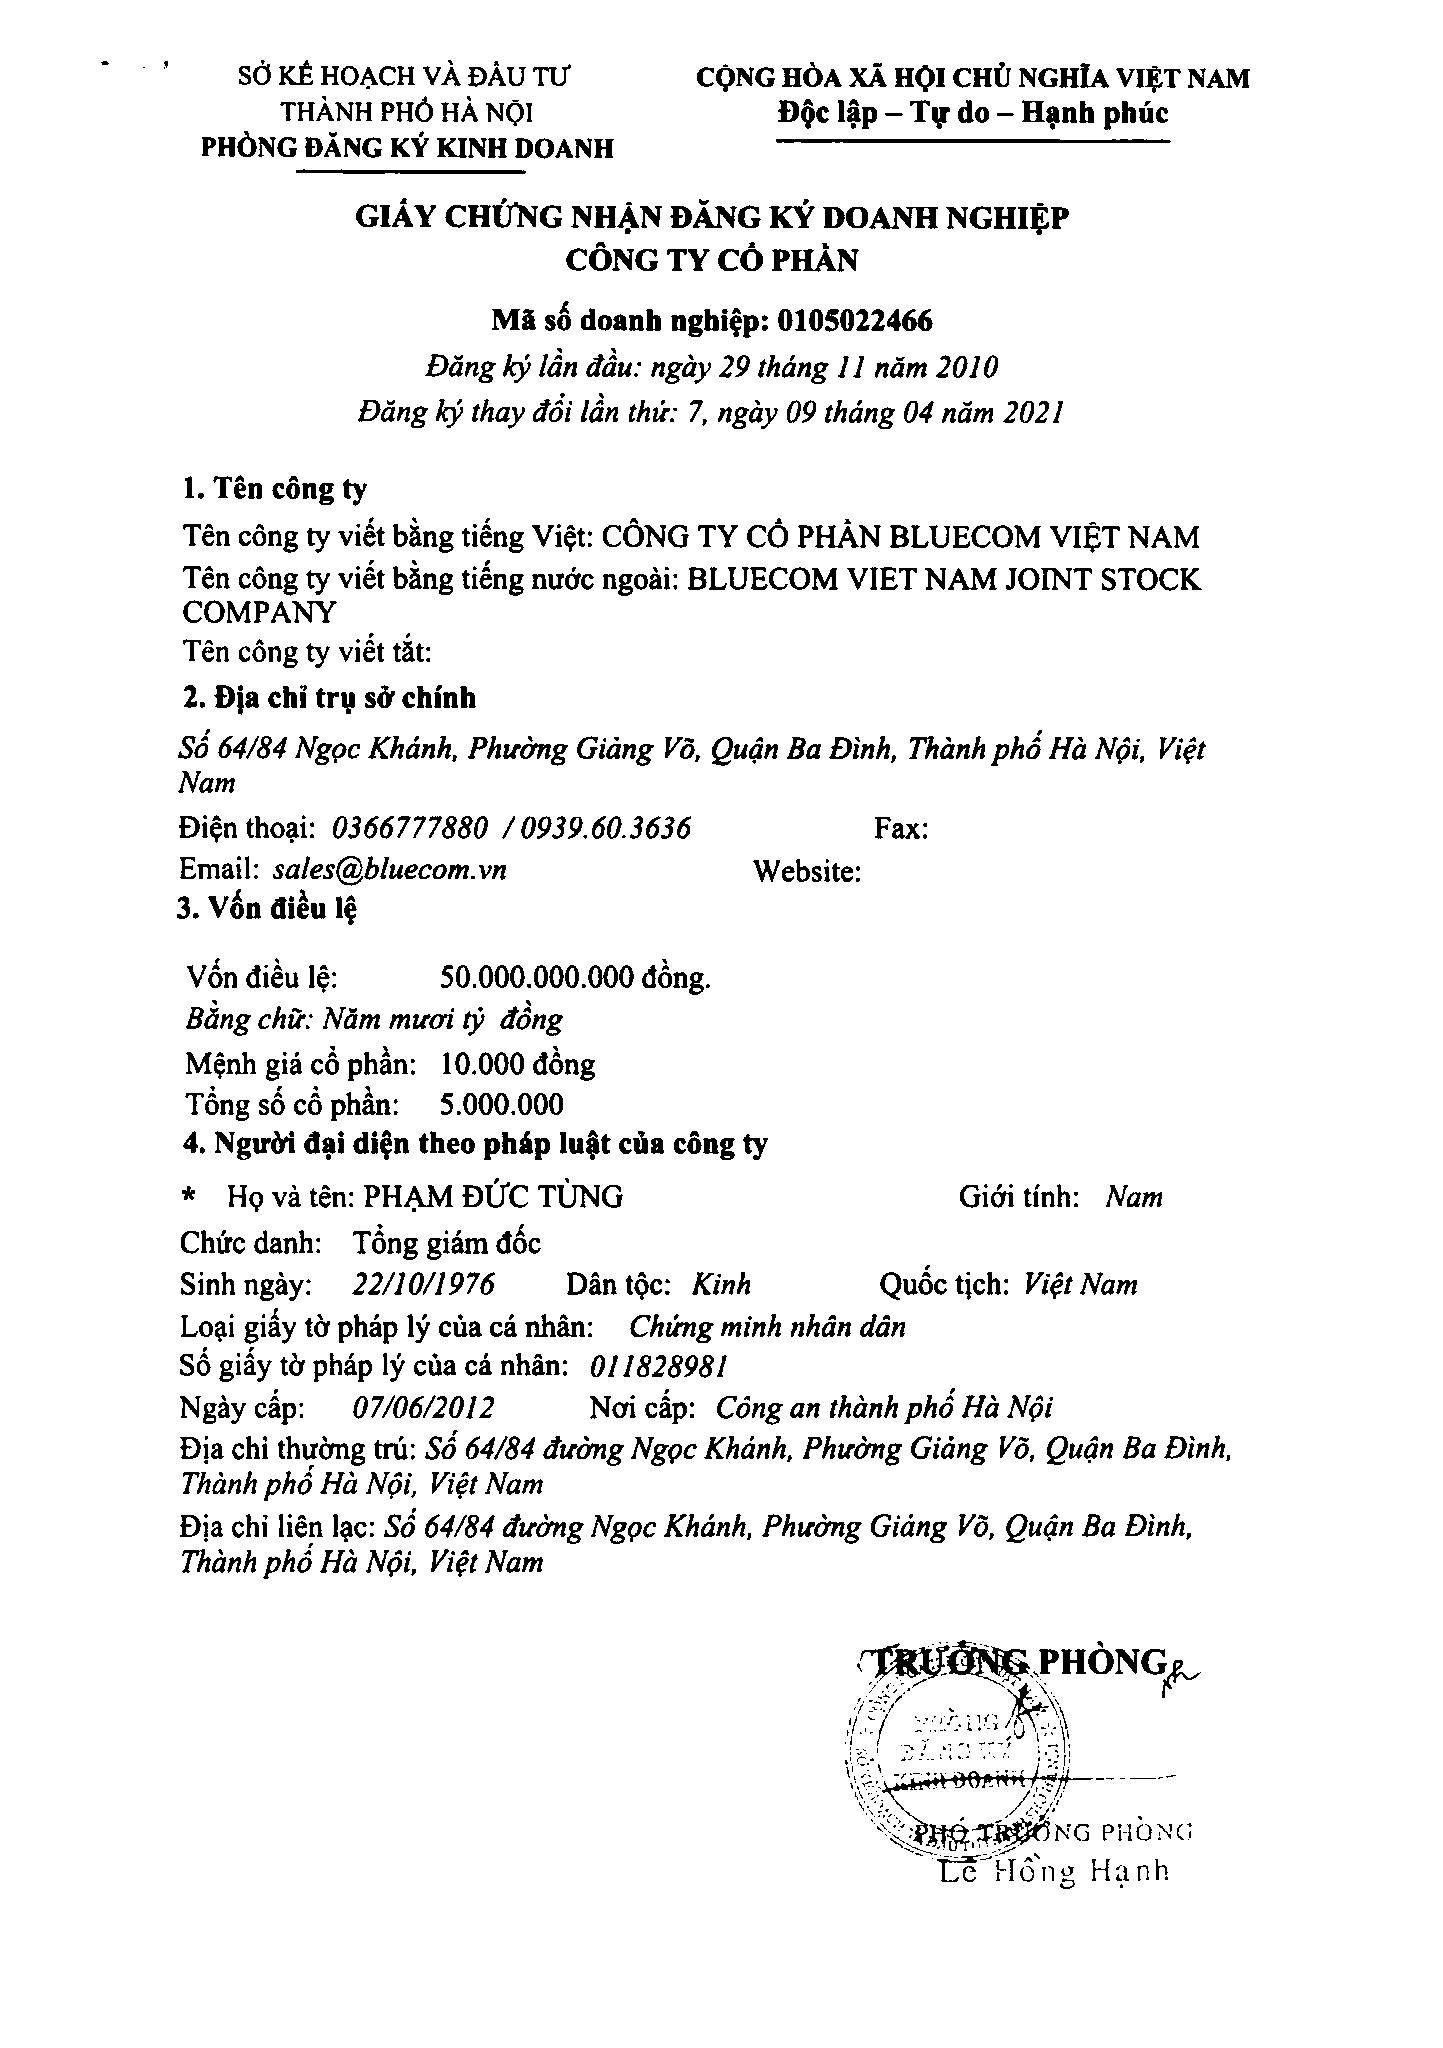 SỞ KẾ HOẠCH VÀ ĐẦU TƯ
THÀNH PHỐ HÀ NỘI
PHÒNG ĐĂNG KÝ KINH DOANH
CỘNG HÒA XÃ HỘI CHỦ NGHĨA VIỆT NAM
Độc lập – Tự do – Hạnh phúc
GIẤY CHỨNG NHẬN ĐĂNG KÝ DOANH NGHIỆP
CÔNG TY CỔ PHẦN
Mã số doanh nghiệp: 0105022466
Đăng ký lần đầu: ngày 29 tháng 11 năm 2010
Đăng ký thay đổi lần thứ: 7, ngày 09 tháng 04 năm 2021
1. Tên công ty
Tên công ty viết bằng tiếng Việt: CÔNG TY CỔ PHẦN BLUECOM VIỆT NAM
Tên công ty viết bằng tiếng nước ngoài: BLUECOM VIET NAM JOINT STOCK
COMPANY
Tên công ty viết tắt:
2. Địa chỉ trụ sở chính
Số 64/84 Ngọc Khánh, Phường Giảng Võ, Quận Ba Đình, Thành phố Hà Nội, Việt
Nam
Điện thoại: 0366777880 / 0939.60.3636 Fax:
Email: sales@bluecom.vn Website:
3. Vốn điều lệ
Vốn điều lệ: 50.000.000.000 đồng.
Bằng chữ: Năm mươi tỷ đồng
Mệnh giá cổ phần: 10.000 đồng
Tổng số cổ phần: 5.000.000
4. Người đại diện theo pháp luật của công ty
* Họ và tên: PHẠM ĐỨC TÙNG Giới tính: Nam
Chức danh: Tổng giám đốc
Sinh ngày: 22/10/1976 Dân tộc: Kinh Quốc tịch: Việt Nam
Loại giấy tờ pháp lý của cá nhân: Chứng minh nhân dân
Số giấy tờ pháp lý của cá nhân: 011828981
Ngày cấp: 07/06/2012 Nơi cấp: Công an thành phố Hà Nội
Địa chỉ thường trú: Số 64/84 đường Ngọc Khánh, Phường Giảng Võ, Quận Ba Đình,
Thành phố Hà Nội, Việt Nam
Địa chỉ liên lạc: Số 64/84 đường Ngọc Khánh, Phường Giảng Võ, Quận Ba Đình,
Thành phố Hà Nội, Việt Nam
TRƯỞNG PHÒNG
PHÒNG
ĐĂNG KÝ
KINH DOANH
PHÓ TRƯỞNG PHÒNG
Lê Hồng Hạnh